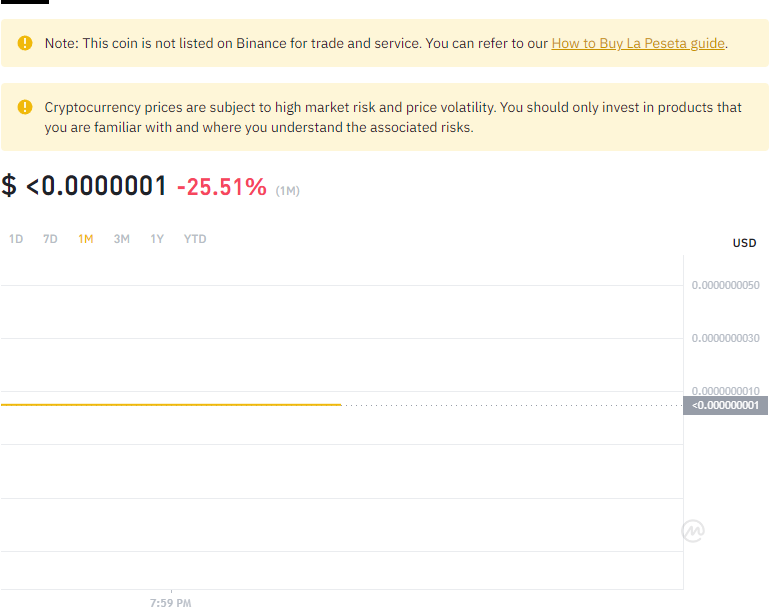 Note: This coin is not listed on Binance for trade and service. You can refer to our How to Buy La Peseta guide.
Cryptocurrency prices are subject to high market risk and price volatility. You should only invest in products that
you are familiar with and where you understand the associated risks.
$ <0.0000001 -25.51% (1M)
1D 7D 1M 3M 1Y YTD
USD
0.0000000050
0.0000000030
0.0000000010
<0.000000001
7:59 PM